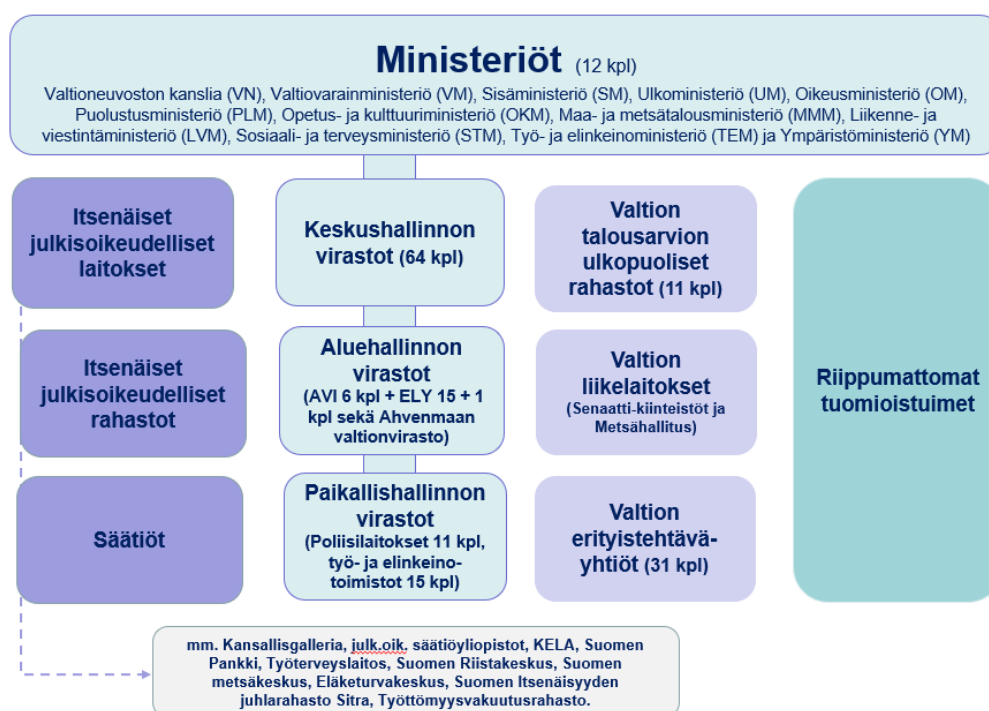 Ministeriöt (12 kpl)
Valtioneuvoston kanslia (VN), Valtiovarainministeriö (VM), Sisäministeriö (SM), Ulkoministeriö (UM), Oikeusministeriö (OM),
Puolustusministeriö (PLM), Opetus- ja kulttuuriministeriö (OKM), Maa- ja metsätalousministeriö (MMM), Liikenne- ja
viestintäministeriö (LVM), Sosiaali- ja terveysministeriö (STM), Työ- ja elinkeinoministeriö (TEM) ja Ympäristöministeriö (YM)
Itsenäiset
julkisoikeudelliset
laitokset
Keskushallinnon
virastot (64 kpl)
Valtion
talousarvion
ulkopuoliset
rahastot (11 kpl)
Itsenäiset
julkisoikeudelliset
rahastot
Aluehallinnon
virastot
(AVI 6 kpl + ELY 15 + 1
kpl sekä Ahvenmaan
valtionvirasto)
Valtion
liikelaitokset
(Senaatti-kiinteistöt ja
Metsähallitus)
Riippumattomat
tuomioistuimet
Säätiöt
Paikallishallinnon
virastot
(Poliisilaitokset 11 kpl,
työ- ja elinkeino-
toimistot 15 kpl)
Valtion
erityistehtävä-
yhtiöt (31 kpl)
mm. Kansallisgalleria, julk.oik. säätiöyliopistot, KELA, Suomen
Pankki, Työterveyslaitos, Suomen Riistakeskus, Suomen
metsäkeskus, Eläketurvakeskus, Suomen Itsenäisyyden
juhlarahasto Sitra, Työttömyysvakuutusrahasto.